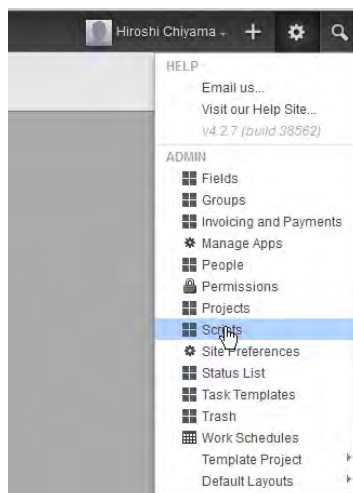 Hiroshi Chiyama
HELP
Email us...
Visit our Help Site...
v4.2.7 (build 38562)
ADMIN
Fields
Groups
Invoicing and Payments
Manage Apps
People
Permissions
Projects
Scripts
Site Preferences
Status List
Task Templates
Trash
Work Schedules
Template Project
Default Layouts